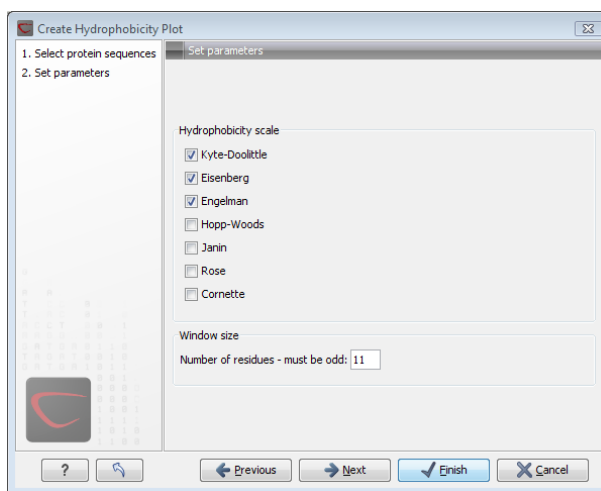 Create Hydrophobicity Plot
1. Select protein sequences
2. Set parameters
Set parameters
Hydrophobicity scale
Kyte-Doolittle
Eisenberg
Engelman
Hopp-Woods
Janin
Rose
Cornette
Window size
Number of residues - must be odd: 11
? Previous Next Finish Cancel